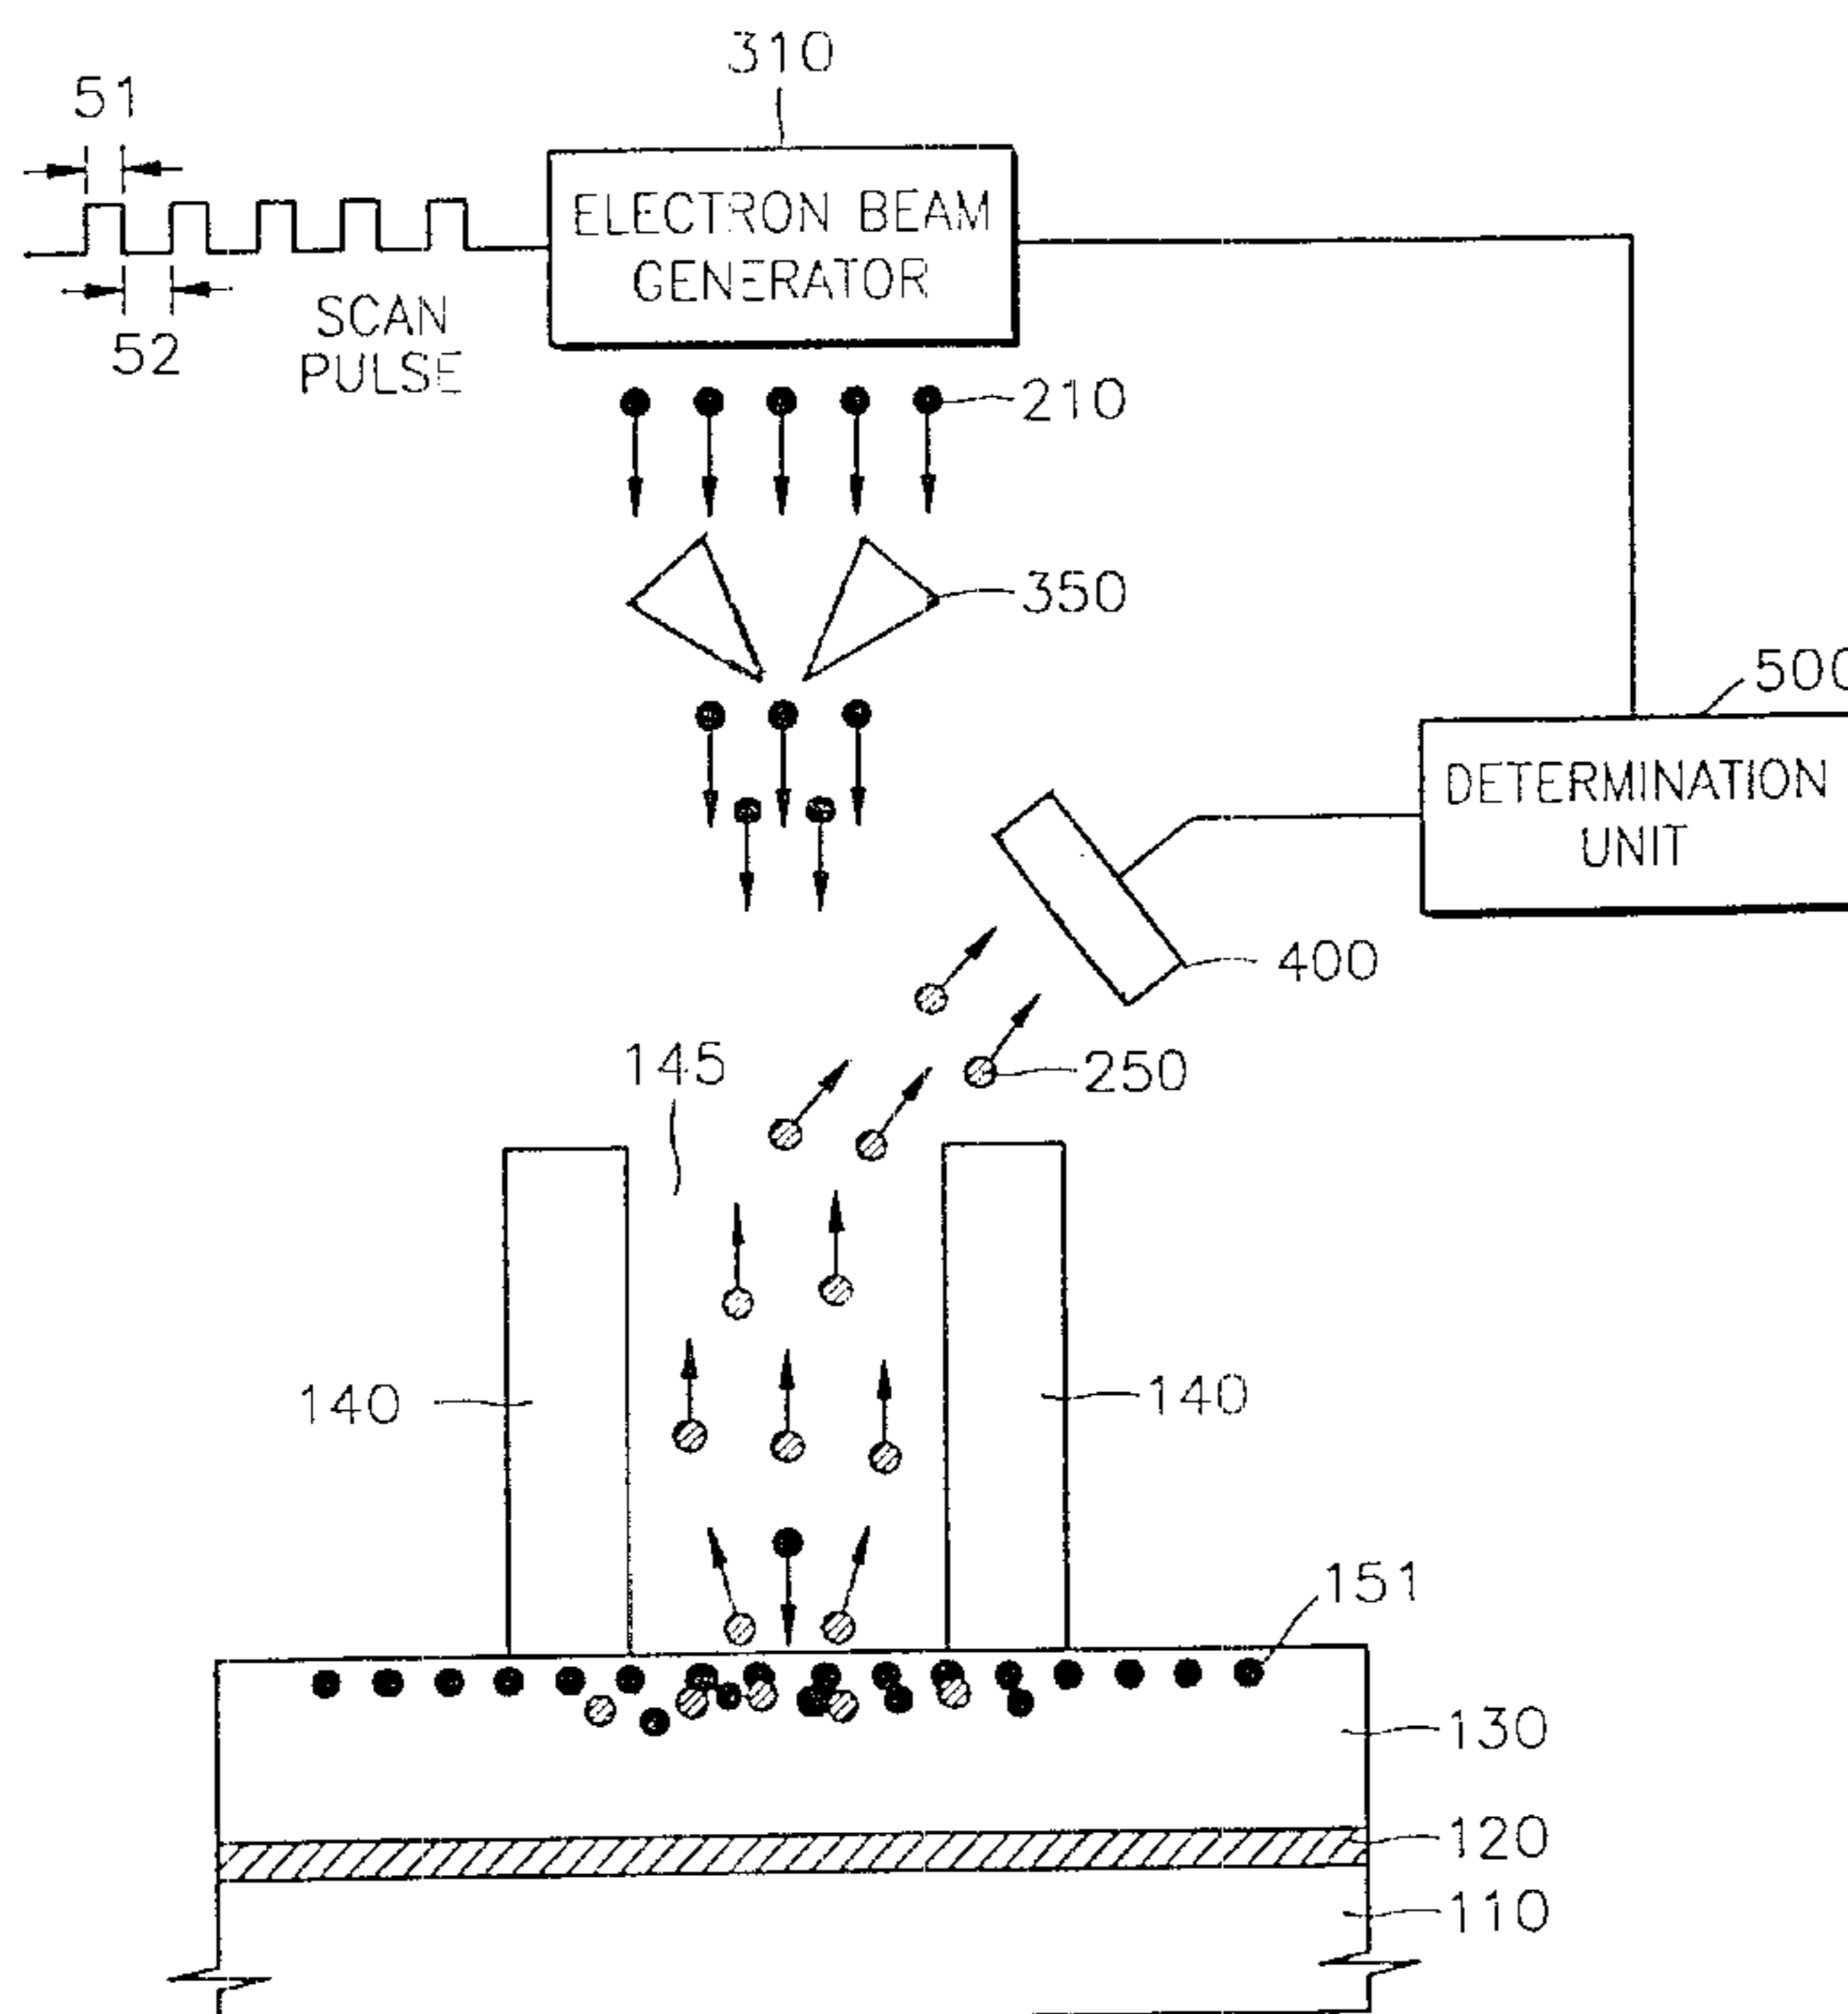 310
51
ELECTRON BEAM
GENERATOR
SCAN
PULSE
52
210
350
500
DETERMINATION
UNIT
400
145
250
140
140
151
130
120
110